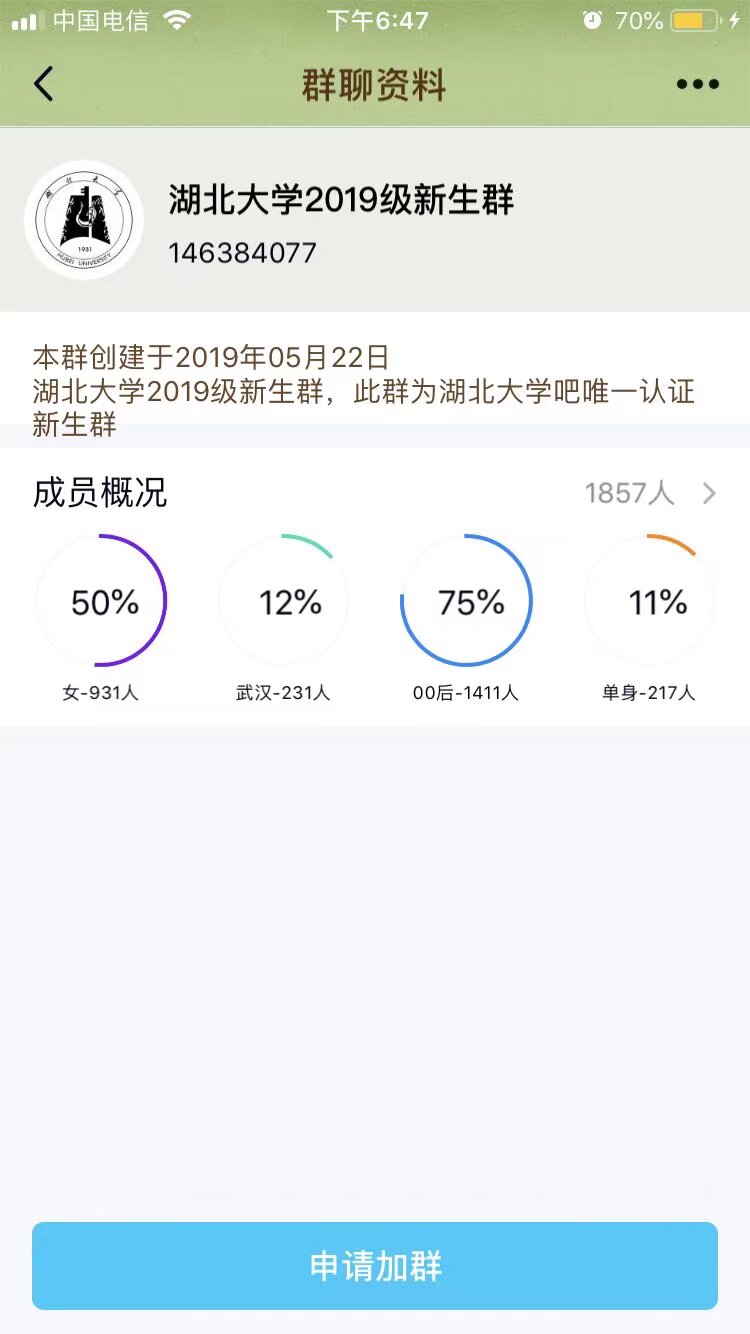 中国电信 下午6:47 70%
群聊资料
湖北大学2019级新生群
146384077
湖北大学
1931
HUBEI UNIVERSITY
本群创建于2019年05月22日
湖北大学2019级新生群，此群为湖北大学吧唯一认证
新生群
成员概况 1857人
50% 12% 75% 11%
女-931人 武汉-231人 00后-1411人 单身-217人
申请加群